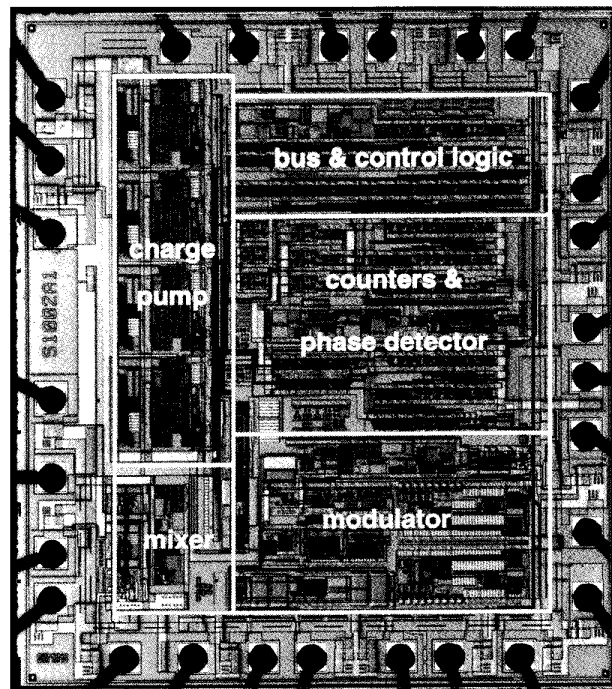 bus & control logic
charge
pump
counters &
phase detector
S1002A1
mixer
modulator